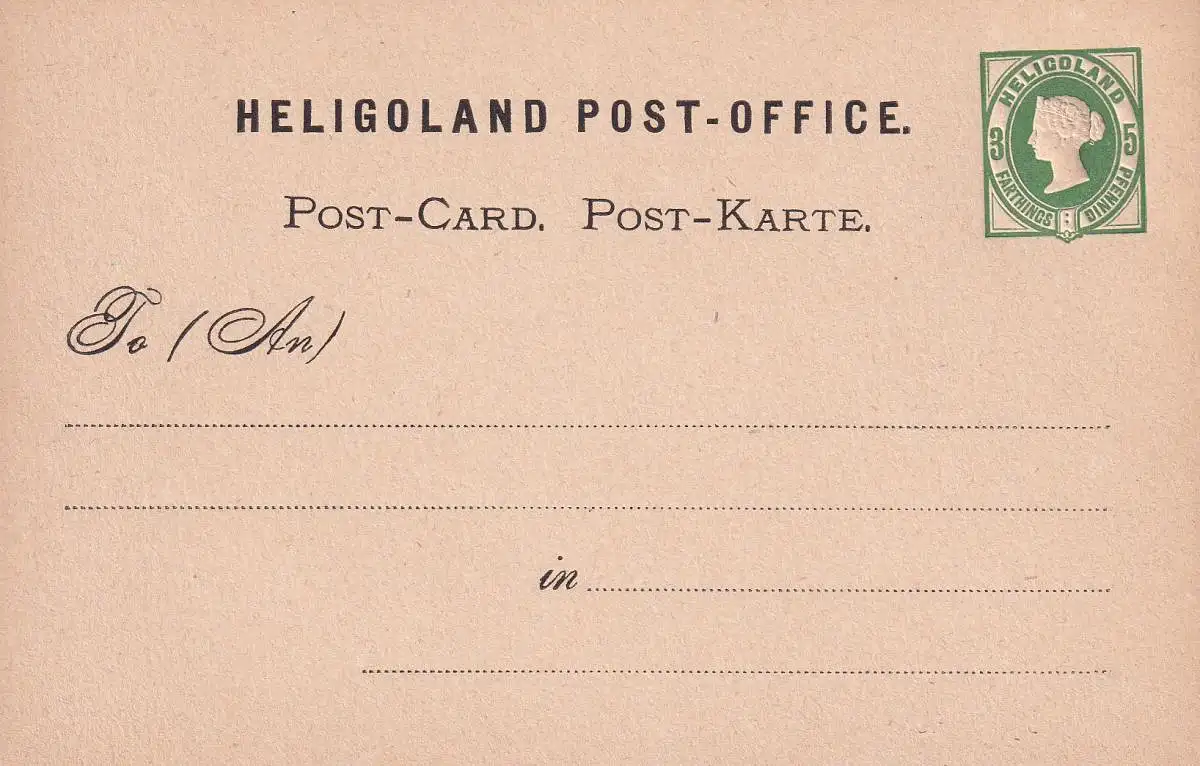 HELIGOLAND POST-OFFICE.
HELIGOLAND
3 5
FARTHINGS PFENNIG
POST-CARD. POST-KARTE.
To (An)
in